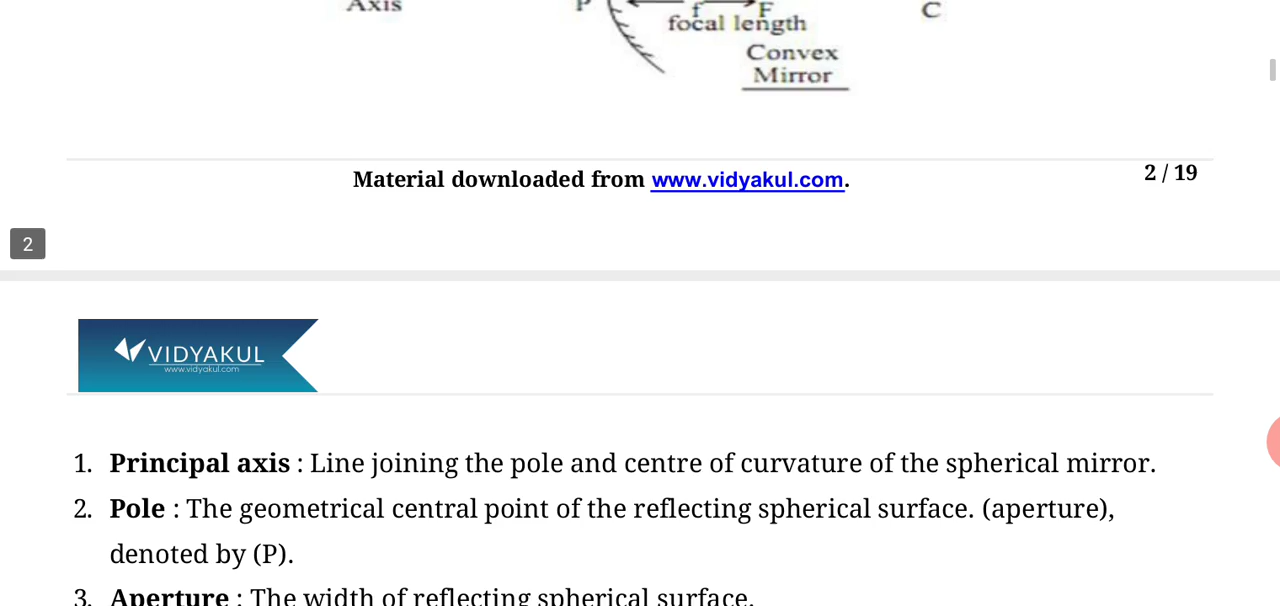 Axis P f F C
focal length
Convex
Mirror
Material downloaded from www.vidyakul.com. 2 / 19
2
VIDYAKUL
www.vidyakul.com
1. Principal axis : Line joining the pole and centre of curvature of the spherical mirror.
2. Pole : The geometrical central point of the reflecting spherical surface. (aperture),
denoted by (P).
3. Aperture : The width of reflecting spherical surface.